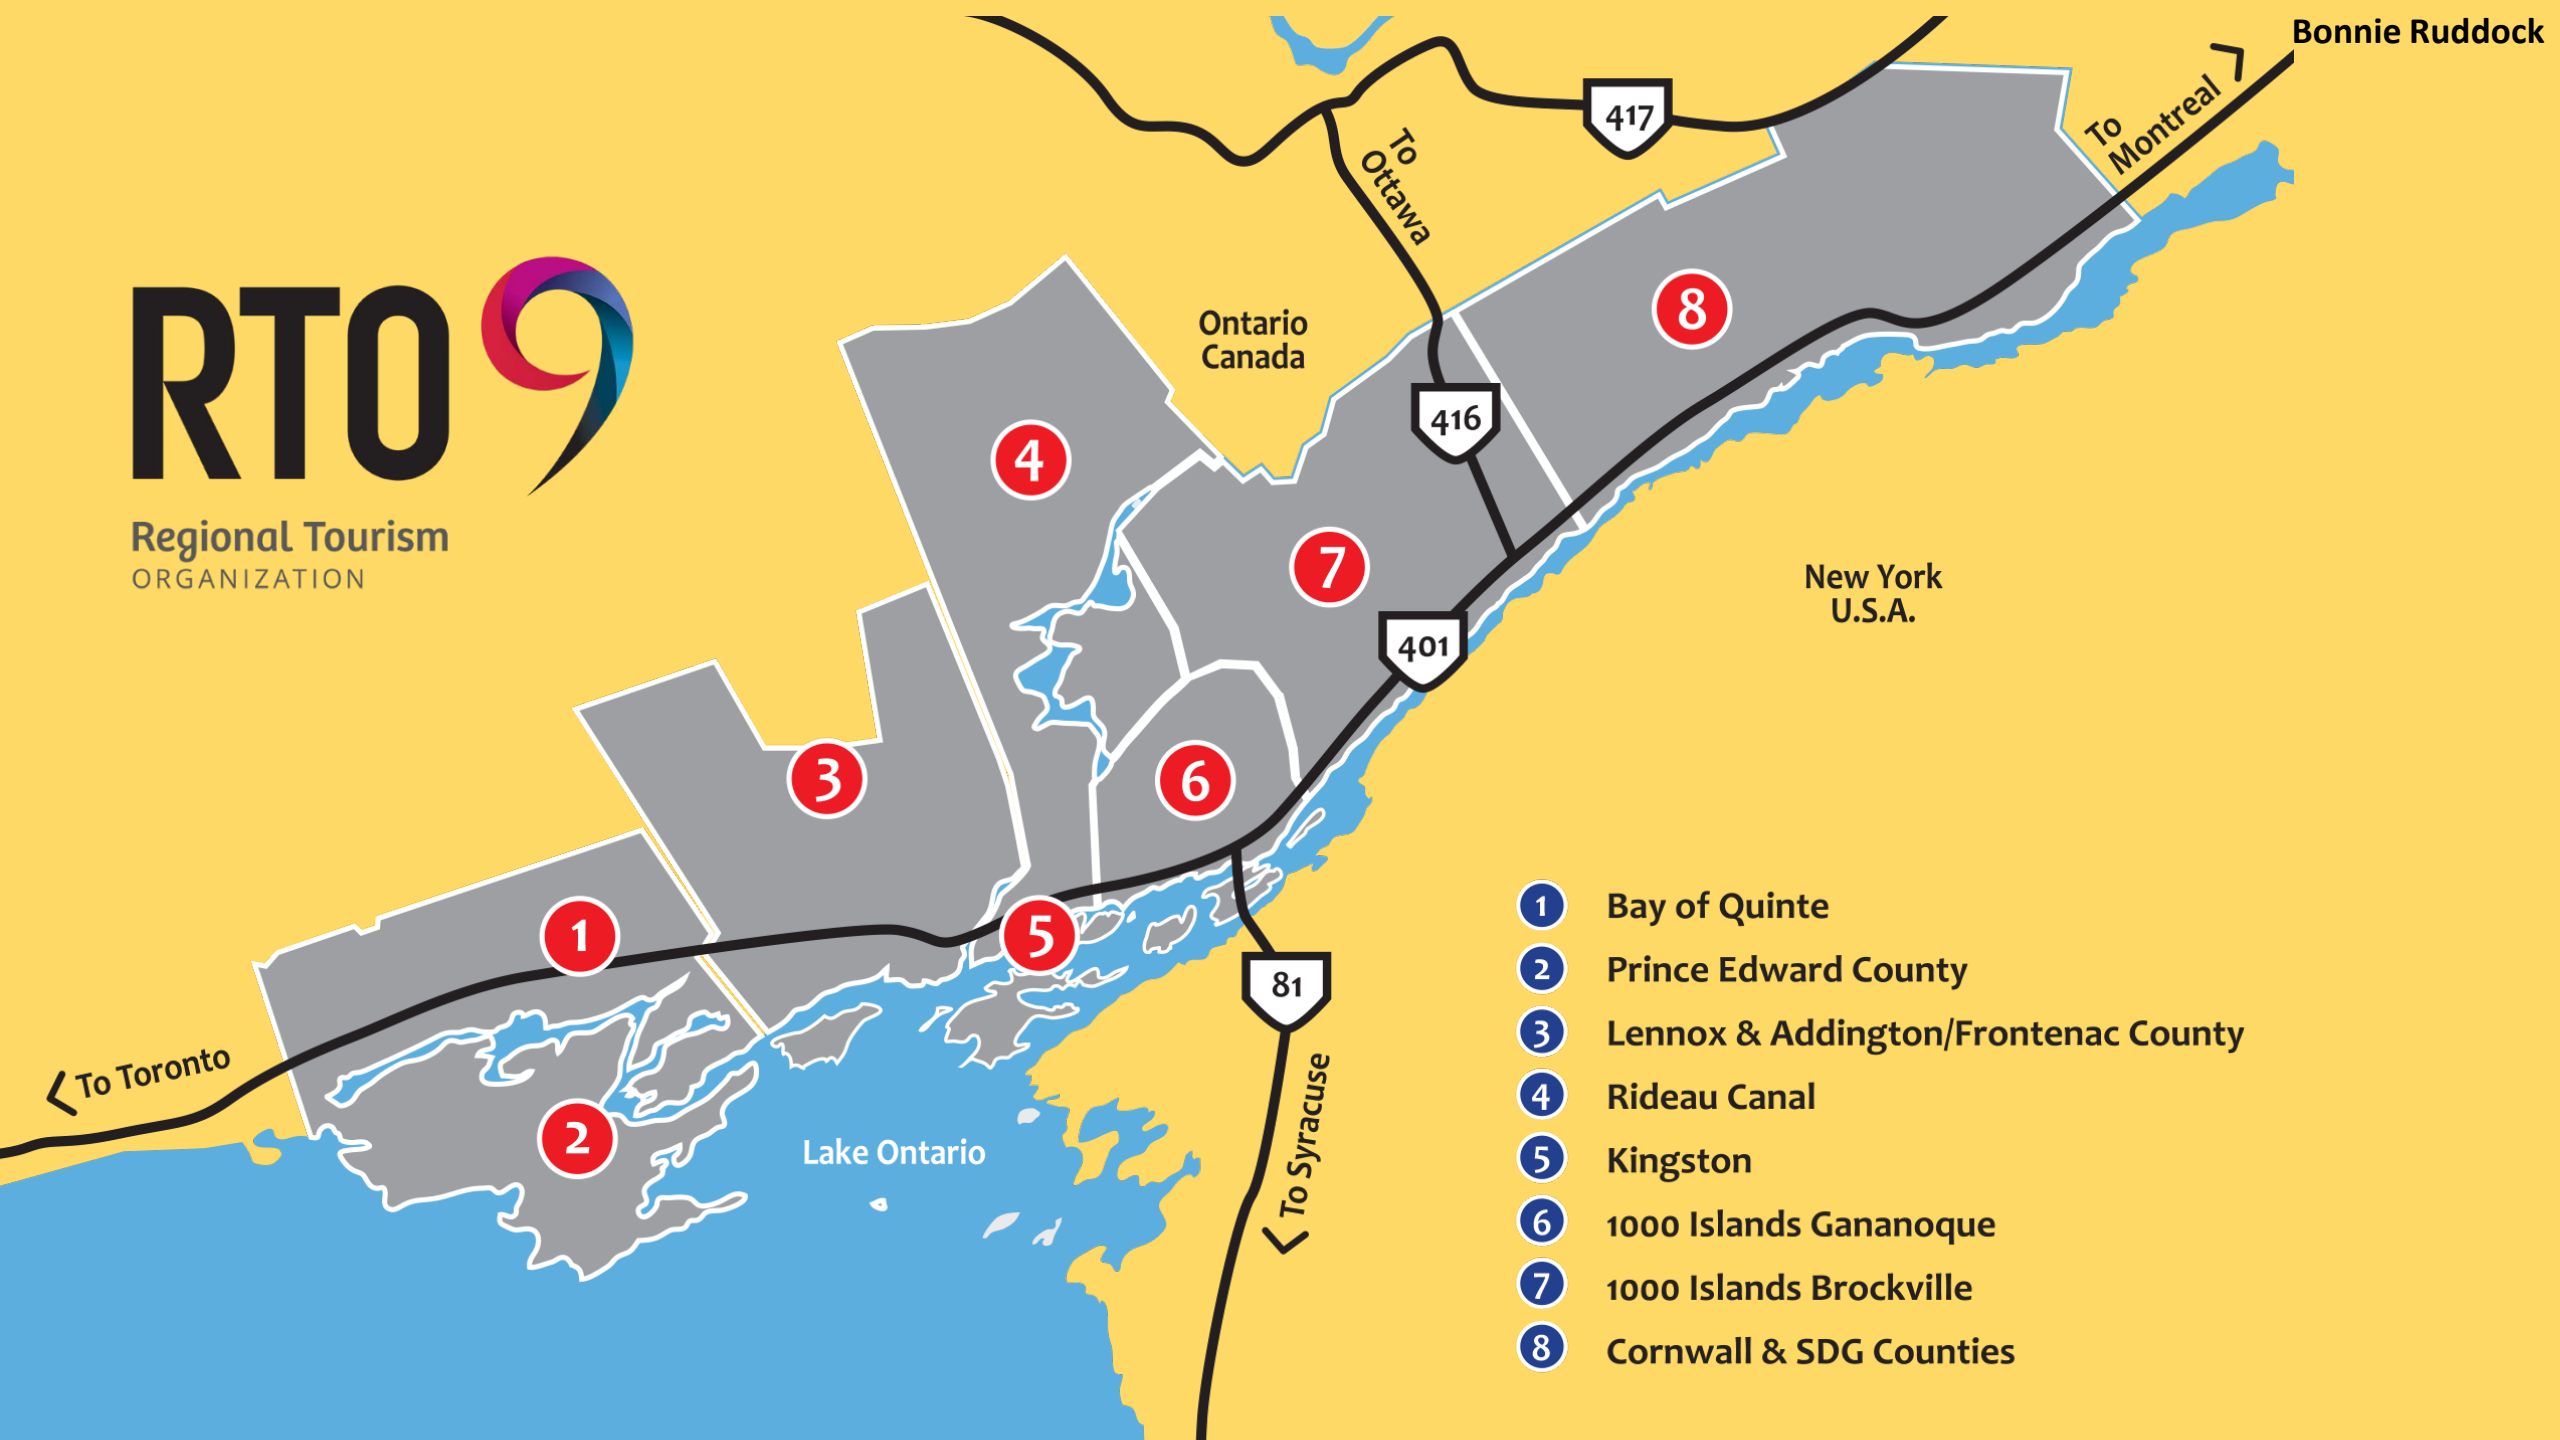 Bonnie Ruddock
To
Montreal
417
To
Ottawa
RTO 9
Regional Tourism
ORGANIZATION
Ontario
Canada
8
416
4
7
New York
U.S.A.
401
3
6
1
5
81
To Toronto
2
Lake Ontario
To Syracuse
1 Bay of Quinte
2 Prince Edward County
3 Lennox & Addington/Frontenac County
4 Rideau Canal
5 Kingston
6 1000 Islands Gananoque
7 1000 Islands Brockville
8 Cornwall & SDG Counties